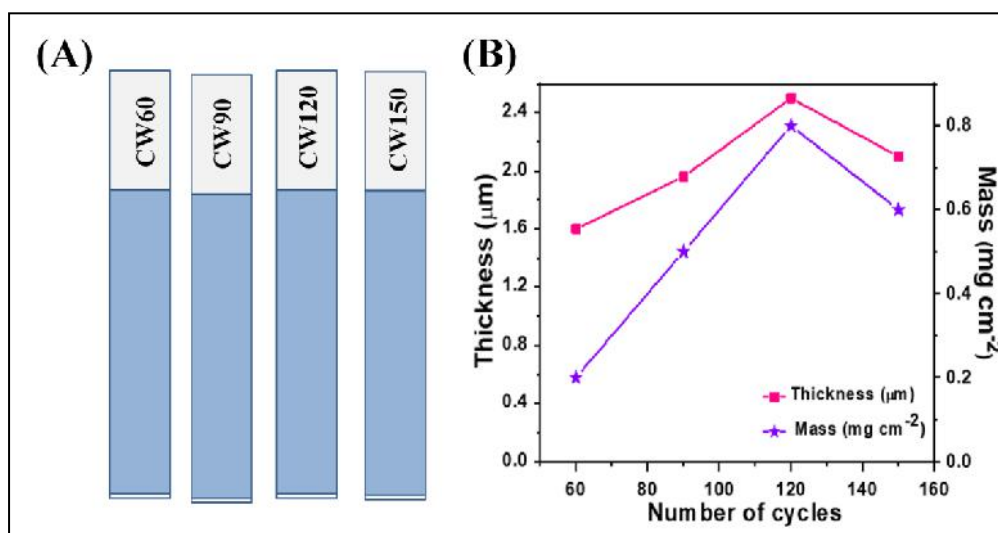 (A)
CW60
CW90
CW120
CW150
(B)
Thickness (μm)
2.4
2.0
1.6
1.2
0.8
0.4
0.0
0.8
0.6
0.4
0.2
0.0
Mass (mg cm-2)
Thickness (μm)
Mass (mg cm-2)
60 80 100 120 140 160
Number of cycles